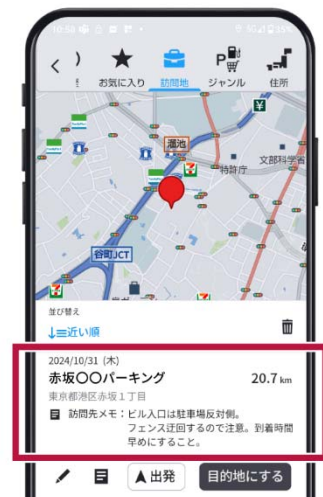 10:58
5G 25%
お気に入り
訪問地
ジャンル
住所
溜池
特許庁
文部科学省
谷町JCT
並び替え
近い順
2024/10/31 (木)
赤坂〇〇パーキング
20.7 km
東京都港区赤坂1丁目
訪問先メモ：ビル入口は駐車場反対側。
フェンス迂回するので注意。到着時間
早めにすること。
出発
目的地にする